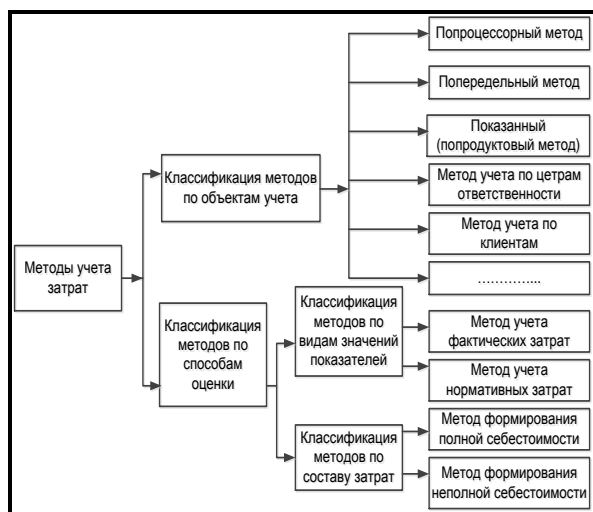 Методы учета
затрат
Классификация методов
по объектам учета
Классификация
методов по
способам
оценки
Попроцессорный метод
Попередельный метод
Показанный
(попродуктовый метод)
Метод учета по цетрам
ответственности
Метод учета по
клиентам
…………....
Классификация
методов по
видам значений
показателей
Метод учета
фактических затрат
Метод учета
нормативных затрат
Классификация
методов по
составу затрат
Метод формирования
полной себестоимости
Метод формирования
неполной себестоимости